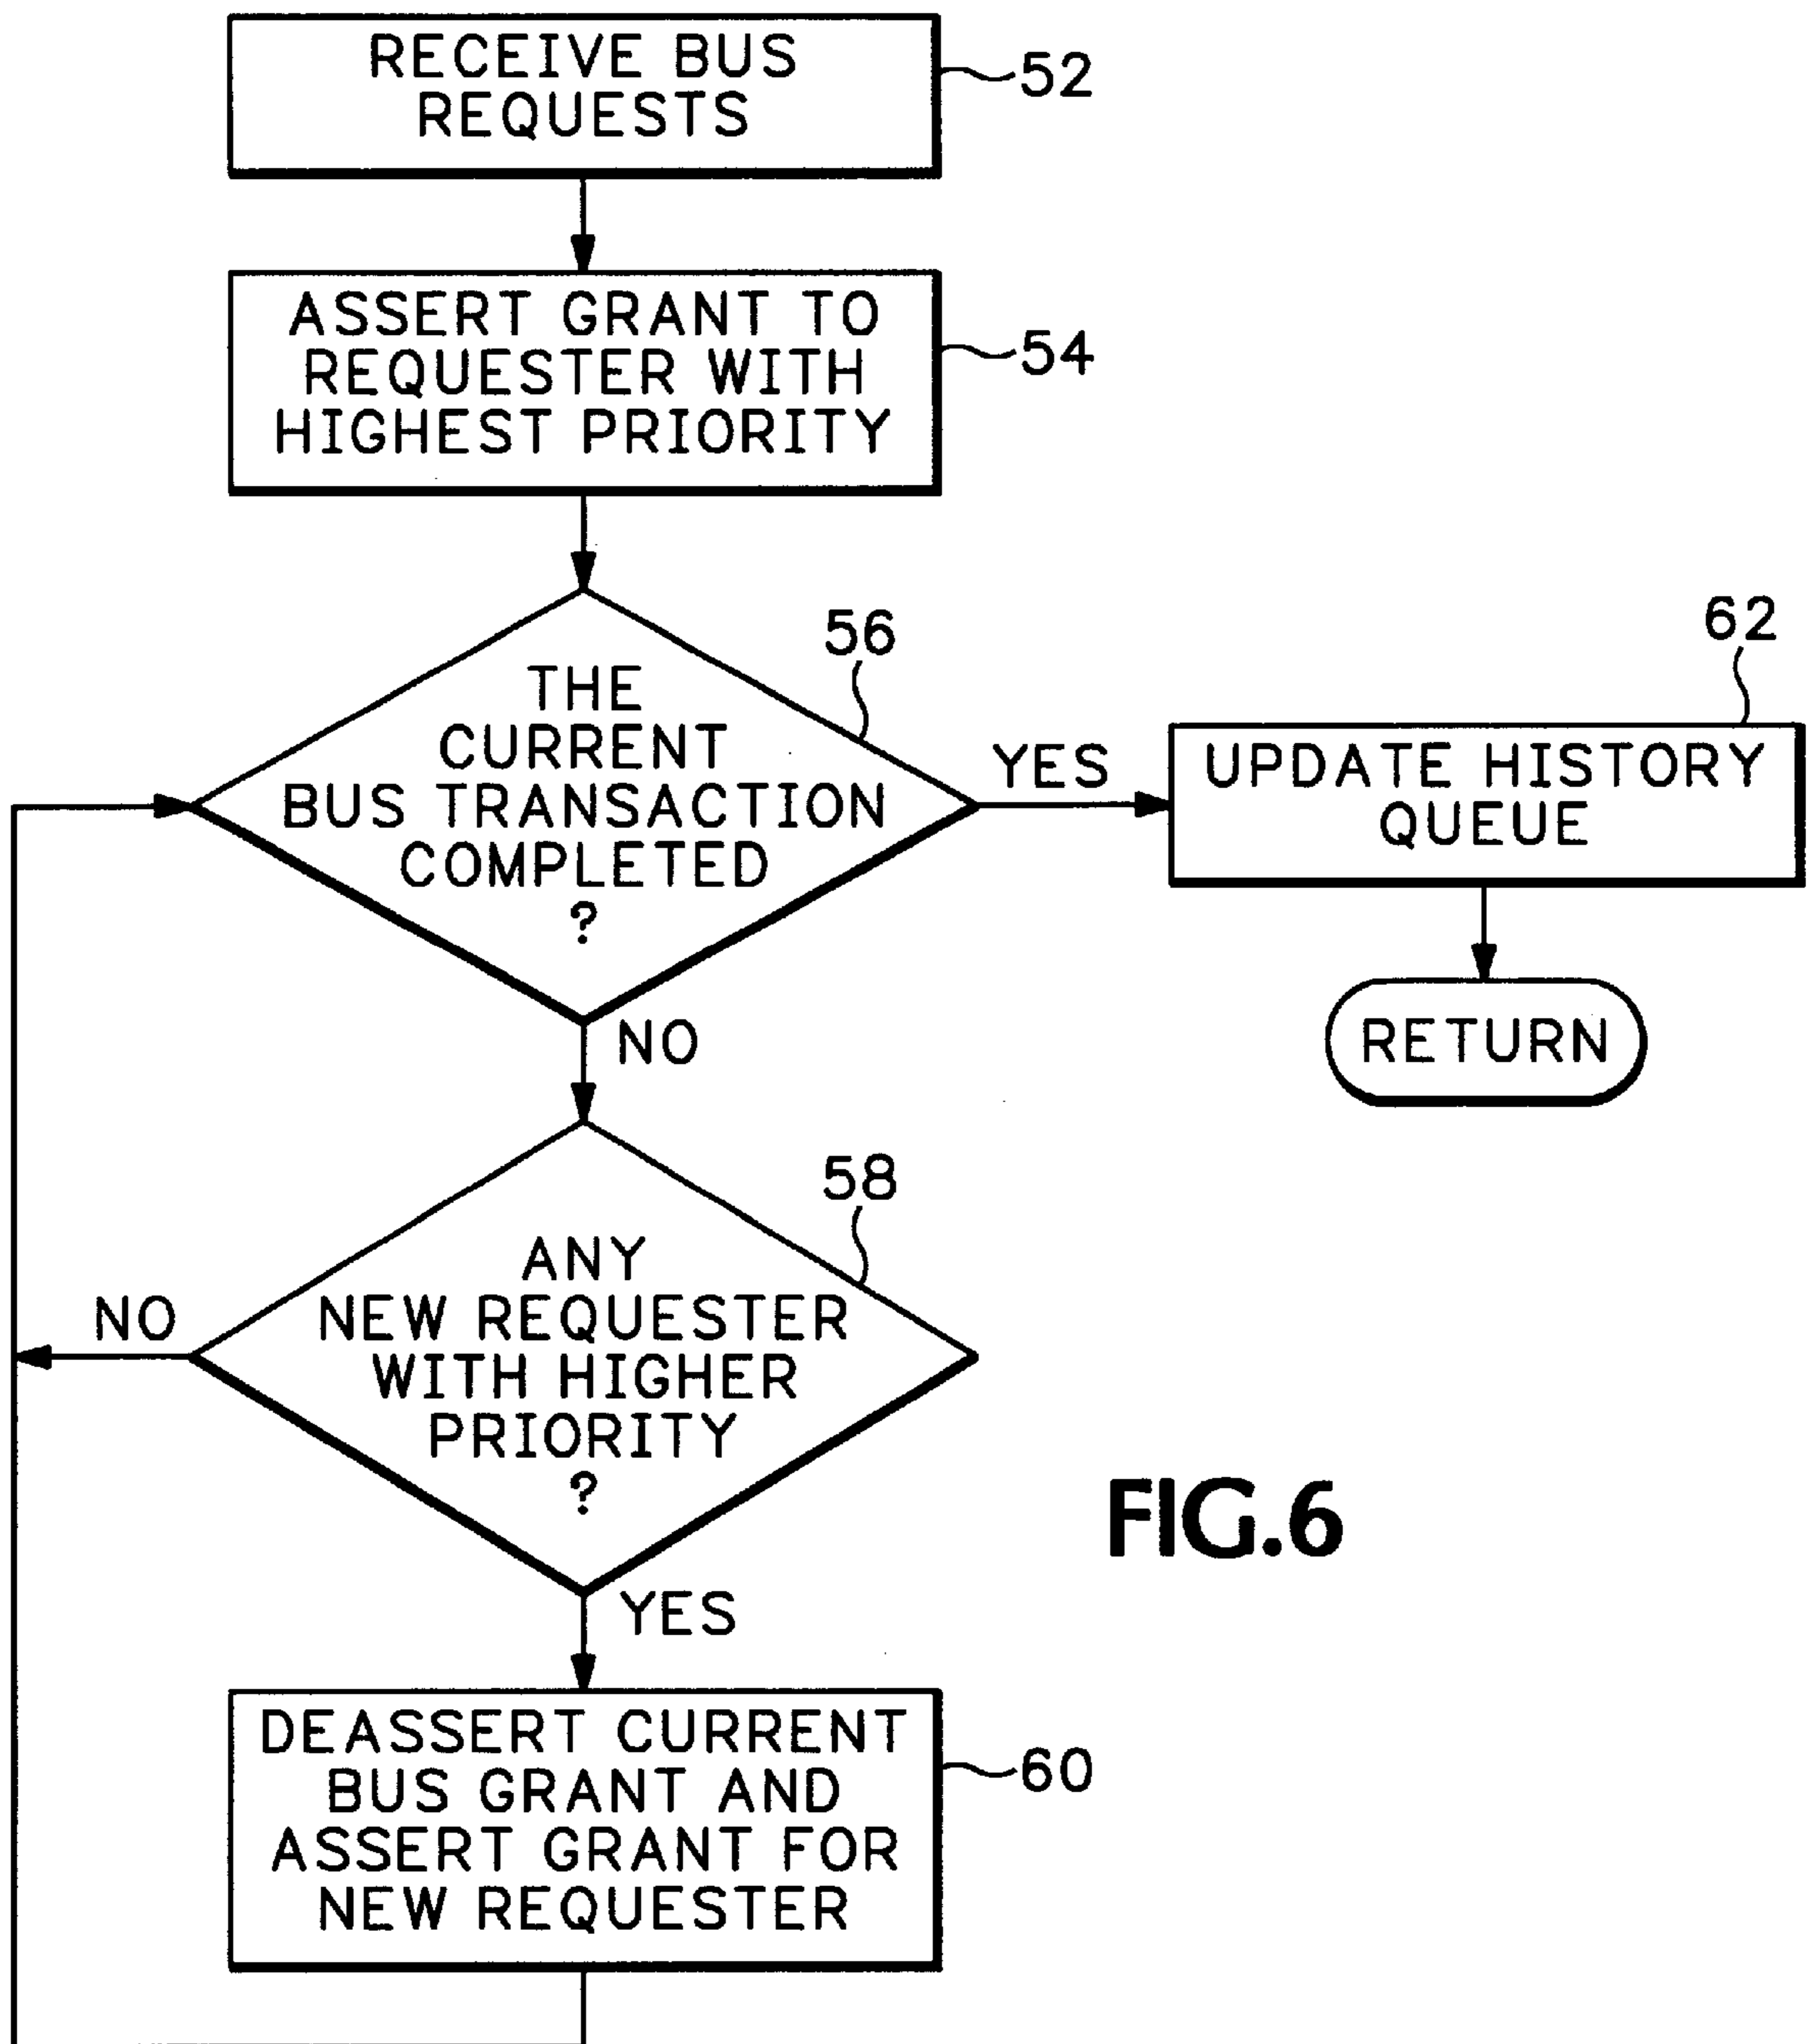 RECEIVE BUS
REQUESTS
52
ASSERT GRANT TO
REQUESTER WITH
HIGHEST PRIORITY
54
THE
CURRENT
BUS TRANSACTION
COMPLETED
?
56
YES
UPDATE HISTORY
QUEUE
62
RETURN
NO
ANY
NEW REQUESTER
WITH HIGHER
PRIORITY
?
58
NO
YES
DEASSERT CURRENT
BUS GRANT AND
ASSERT GRANT FOR
NEW REQUESTER
60
FIG.6